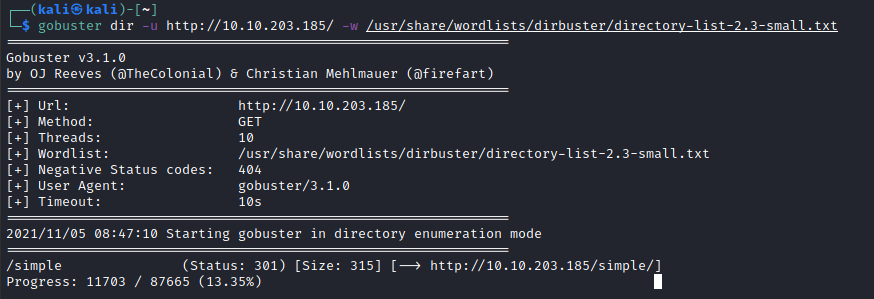 ┌──(kali㉿kali)-[~]
└─$ gobuster dir -u http://10.10.203.185/ -w /usr/share/wordlists/dirbuster/directory-list-2.3-small.txt
===============================================================
Gobuster v3.1.0
by OJ Reeves (@TheColonial) & Christian Mehlmauer (@firefart)
===============================================================
[+] Url:                     http://10.10.203.185/
[+] Method:                  GET
[+] Threads:                 10
[+] Wordlist:                /usr/share/wordlists/dirbuster/directory-list-2.3-small.txt
[+] Negative Status codes:   404
[+] User Agent:              gobuster/3.1.0
[+] Timeout:                 10s
===============================================================
2021/11/05 08:47:10 Starting gobuster in directory enumeration mode
===============================================================
/simple               (Status: 301) [Size: 315] [--> http://10.10.203.185/simple/]
Progress: 11703 / 87665 (13.35%)